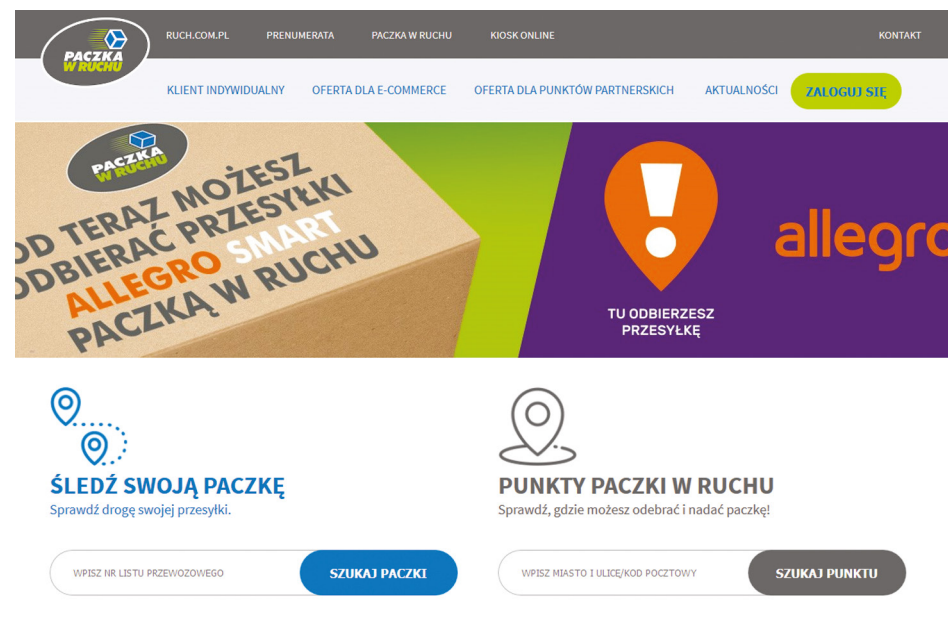 RUCH.COM.PL PRENUMERATA PACZKA W RUCHU KIOSK ONLINE KONTAKT
PACZKA
W RUCHU
KLIENT INDYWIDUALNY OFERTA DLA E-COMMERCE OFERTA DLA PUNKTÓW PARTNERSKICH AKTUALNOŚCI ZALOGUJ SIĘ
PACZKA
W RUCHU
OD TERAZ MOŻESZ
ODBIERAĆ PRZESYŁKI
ALLEGRO SMART
PACZKĄ W RUCHU
allegro
TU ODBIERZESZ
PRZESYŁKĘ
ŚLEDŹ SWOJĄ PACZKĘ
Sprawdź drogę swojej przesyłki.
WPISZ NR LISTU PRZEWOZOWEGO SZUKAJ PACZKI
PUNKTY PACZKI W RUCHU
Sprawdź, gdzie możesz odebrać i nadać paczkę!
WPISZ MIASTO I ULICĘ/KOD POCZTOWY SZUKAJ PUNKTU